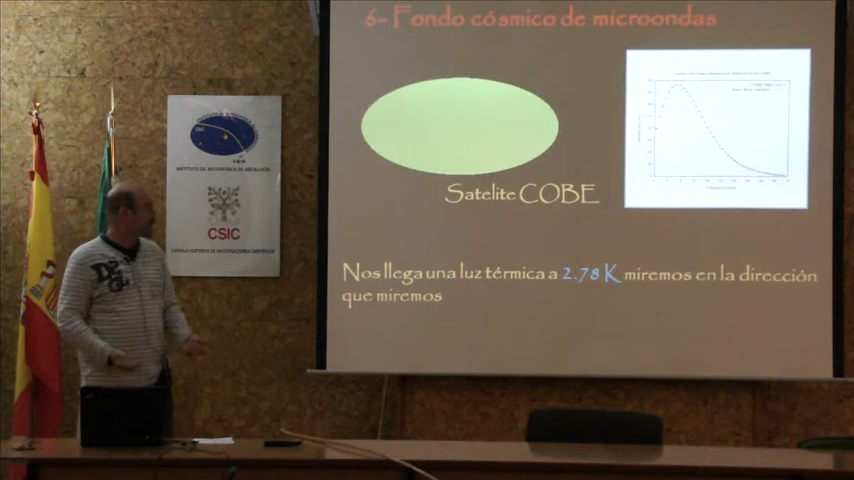 6- Fondo cósmico de microondas
Satelite COBE
Nos llega una luz térmica a 2.78 K miremos en la dirección
que miremos
INSTITUTO DE ASTROFÍSICA DE ANDALUCÍA
CSIC
CONSEJO SUPERIOR DE INVESTIGACIONES CIENTÍFICAS